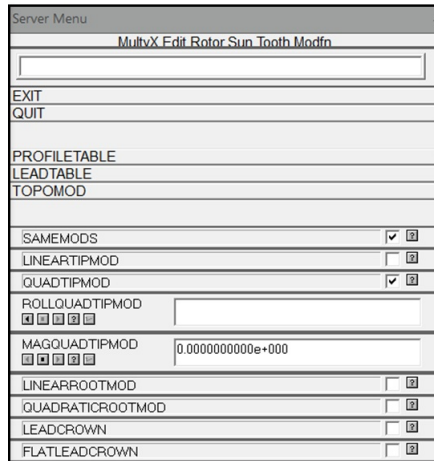 Server Menu
MultyX Edit Rotor Sun Tooth Modfn
EXIT
QUIT
PROFILETABLE
LEADTABLE
TOPOMOD
SAMEMODS ?
LINEARTIPMOD ?
QUADTIPMOD ?
ROLLQUADTIPMOD
?
MAGQUADTIPMOD 0.0000000000e+000
?
LINEARROOTMOD ?
QUADRATICROOTMOD ?
LEADCROWN ?
FLATLEADCROWN ?